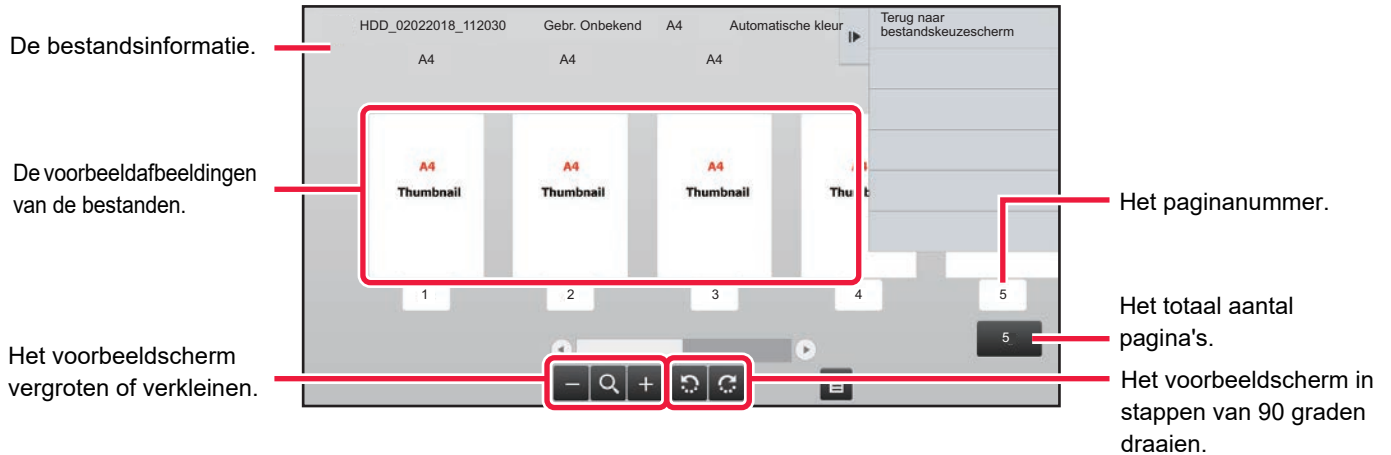 De bestandsinformatie.
HDD_02022018_112030 Gebr. Onbekend A4 Automatische kleur
Terug naar
bestandskeuzescherm
A4 A4 A4
De voorbeeldafbeeldingen
van de bestanden.
A4 A4 A4
Thumbnail Thumbnail Thumbnail
Het paginanummer.
1 2 3 4 5
Het totaal aantal
pagina's.
5
Het voorbeeldscherm
vergroten of verkleinen.
Het voorbeeldscherm in
stappen van 90 graden
draaien.